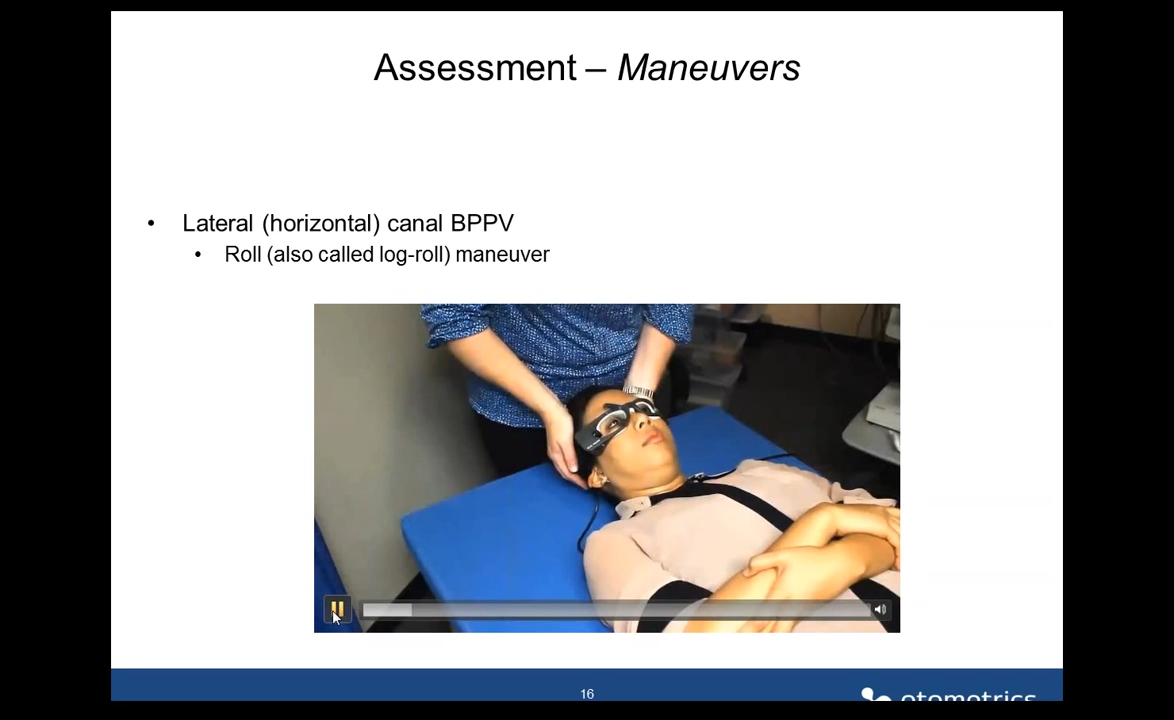 Assessment – Maneuvers
• Lateral (horizontal) canal BPPV
• Roll (also called log-roll) maneuver
16
otometrics